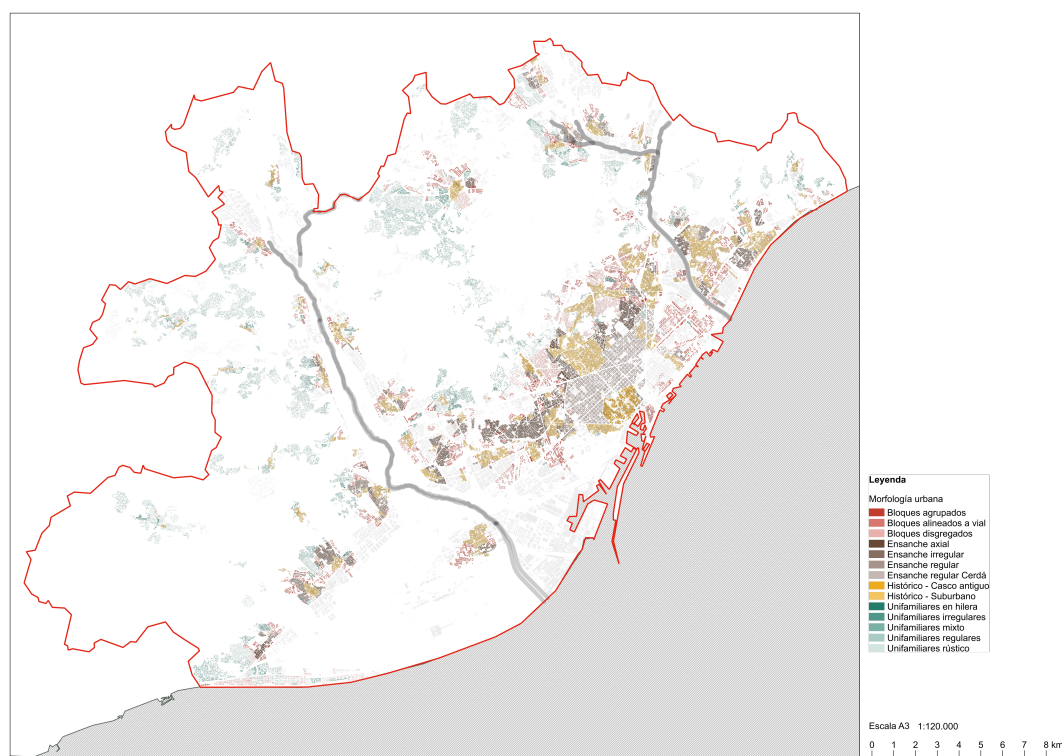 Leyenda
Morfología urbana
Bloques agrupados
Bloques alineados a vial
Bloques disgregados
Ensanche axial
Ensanche irregular
Ensanche regular
Ensanche regular Cerdá
Histórico - Casco antiguo
Histórico - Suburbano
Unifamiliares en hilera
Unifamiliares irregulares
Unifamiliares mixto
Unifamiliares regulares
Unifamiliares rústico
Escala A3 1:120.000
0 1 2 3 4 5 6 7 8 km